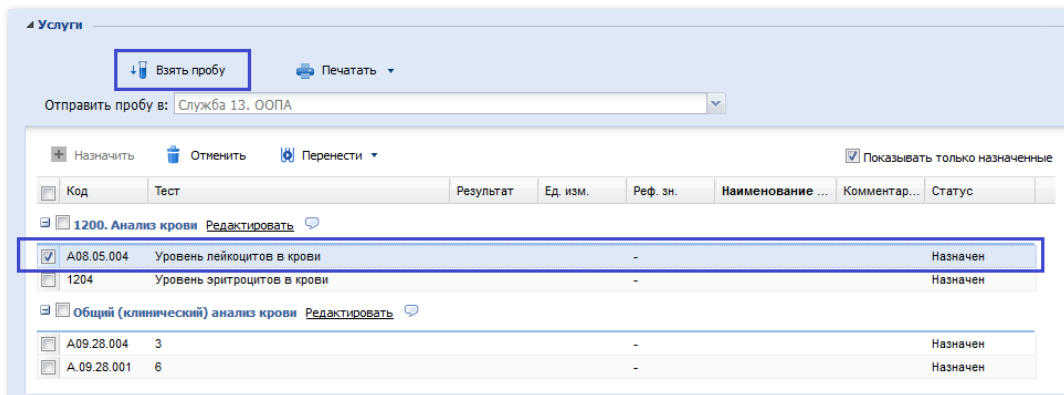 Услуги
Взять пробу Печатать
Отправить пробу в: Служба 13. ООПА
Назначить Отменить Перенести Показывать только назначенные
Код Тест Результат Ед. изм. Реф. зн. Наименование ... Комментар... Статус
1200. Анализ крови Редактировать
A08.05.004 Уровень лейкоцитов в крови - Назначен
1204 Уровень эритроцитов в крови - Назначен
Общий (клинический) анализ крови Редактировать
A09.28.004 3 - Назначен
A.09.28.001 6 - Назначен